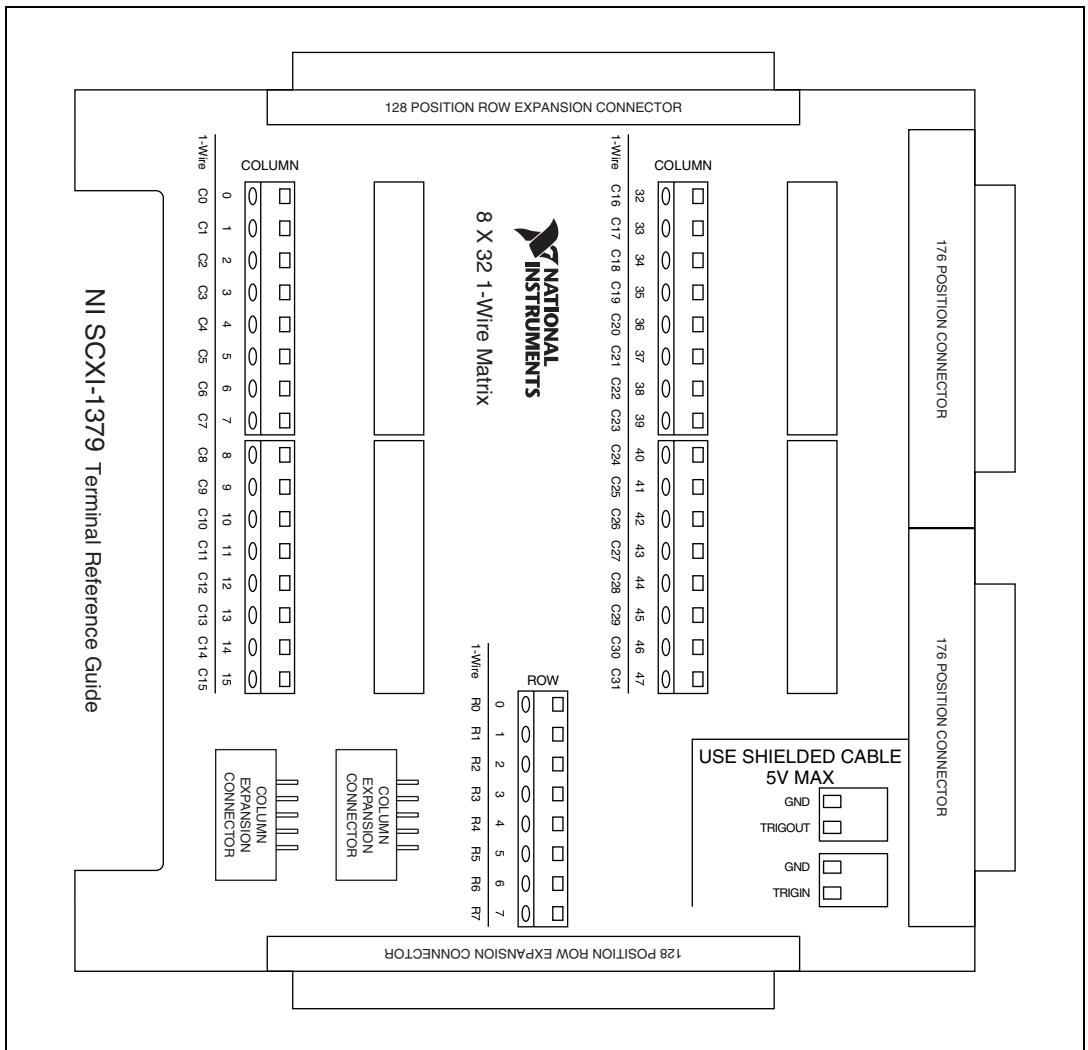 128 POSITION ROW EXPANSION CONNECTOR
1-Wire
COLUMN
C0 0
C1 1
C2 2
C3 3
C4 4
C5 5
C6 6
C7 7
C8 8
C9 9
C10 10
C11 11
C12 12
C13 13
C14 14
C15 15
NATIONAL
INSTRUMENTS
8 X 32 1-Wire Matrix
1-Wire
COLUMN
C16 32
C17 33
C18 34
C19 35
C20 36
C21 37
C22 38
C23 39
C24 40
C25 41
C26 42
C27 43
C28 44
C29 45
C30 46
C31 47
176 POSITION CONNECTOR
176 POSITION CONNECTOR
NI SCXI-1379 Terminal Reference Guide
1-Wire
ROW
R0 0
R1 1
R2 2
R3 3
R4 4
R5 5
R6 6
R7 7
COLUMN
EXPANSION
CONNECTOR
COLUMN
EXPANSION
CONNECTOR
USE SHIELDED CABLE
5V MAX
GND
TRIGOUT
GND
TRIGIN
128 POSITION ROW EXPANSION CONNECTOR